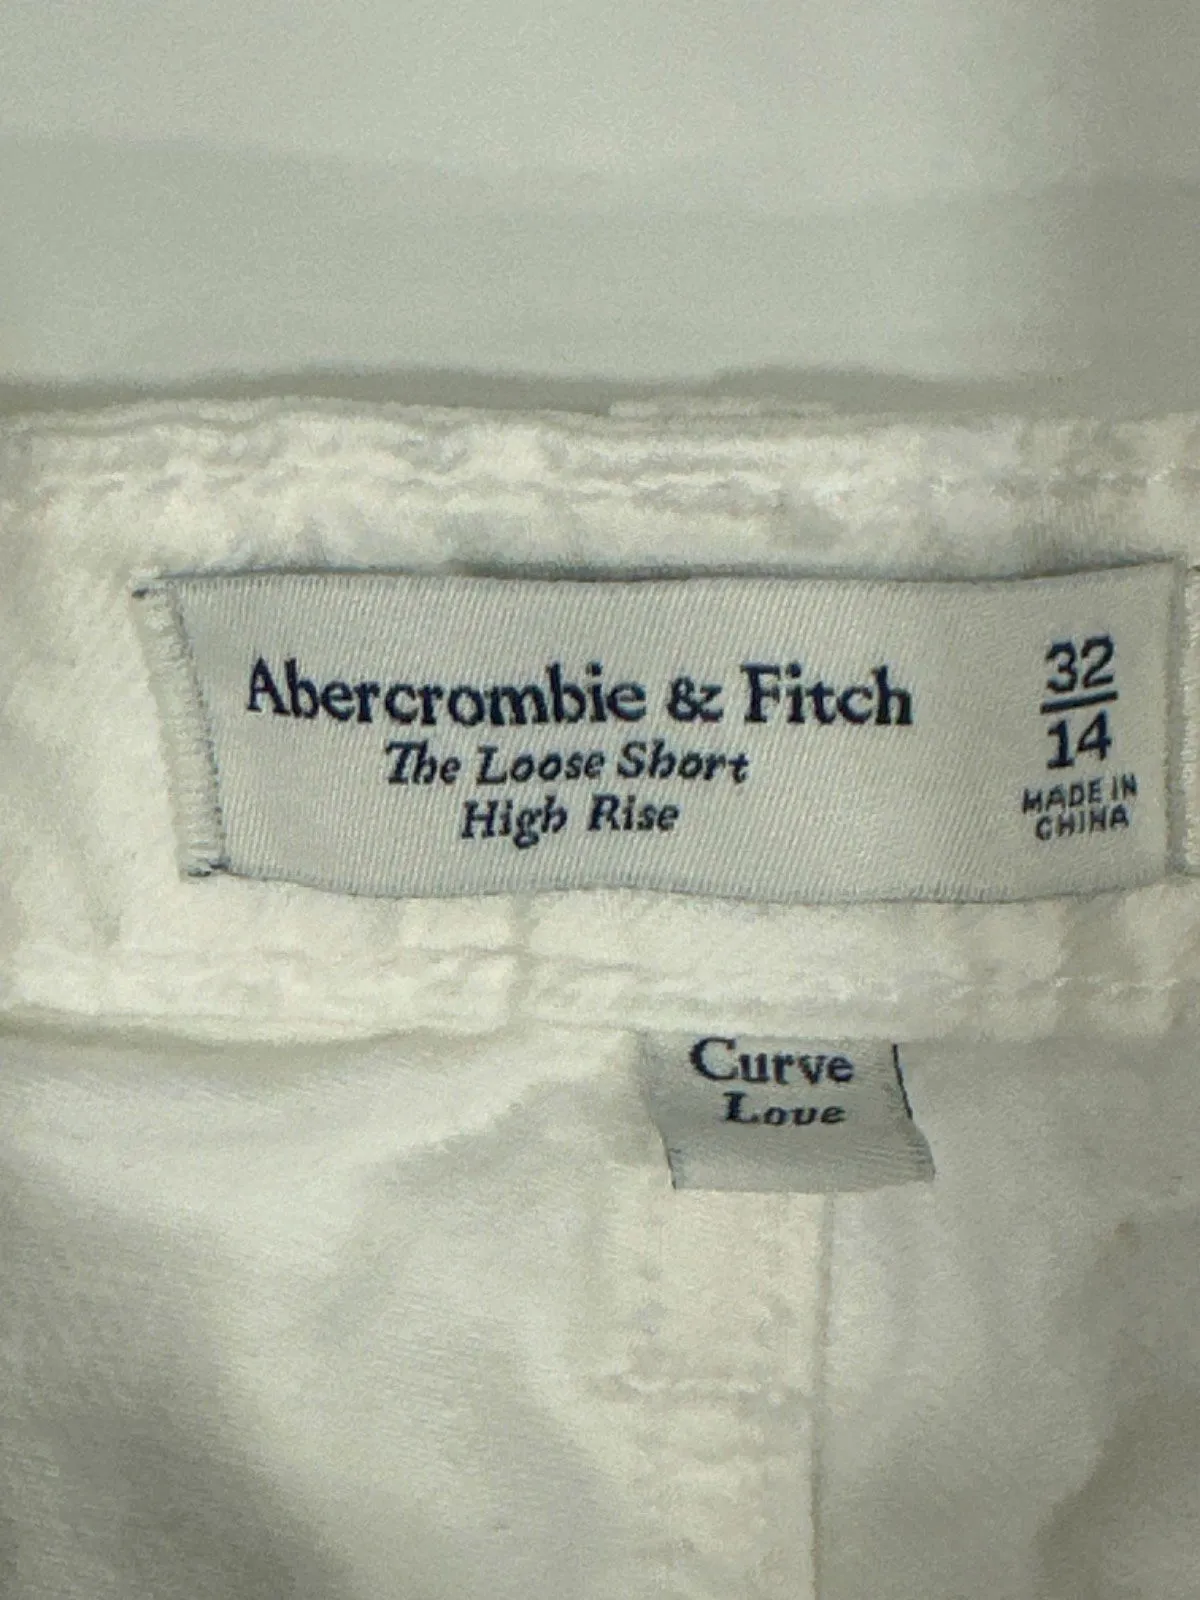 Abercrombie & Fitch
The Loose Short
High Rise
32
14
MADE IN
CHINA
Curve
Love